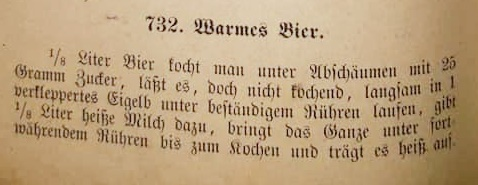 732. Warmes Bier.
1/8 Liter Bier kocht man unter Abschäumen mit 25
Gramm Zucker, läßt es, doch nicht kochend, langsam in 1
verkleppertes Eigelb unter beständigem Rühren laufen, gibt
1/8 Liter heiße Milch dazu, bringt das Ganze unter fort-
währendem Rühren bis zum Kochen und trägt es heiß auf.